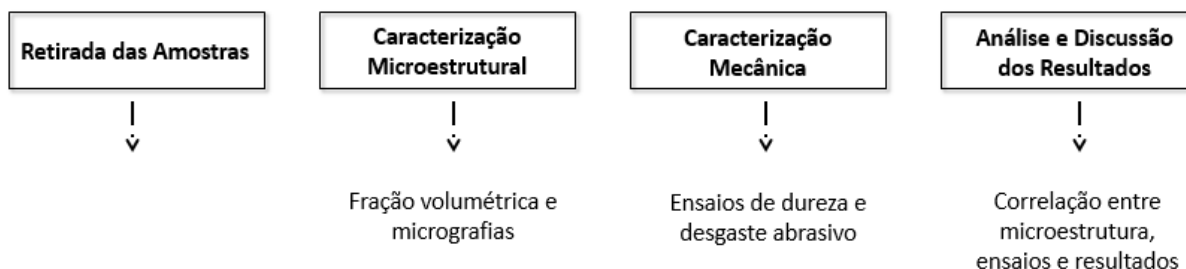 Retirada das Amostras
Caracterização
Microestrutural
Caracterização
Mecânica
Análise e Discussão
dos Resultados
Fração volumétrica e
micrografias
Ensaios de dureza e
desgaste abrasivo
Correlação entre
microestrutura,
ensaios e resultados